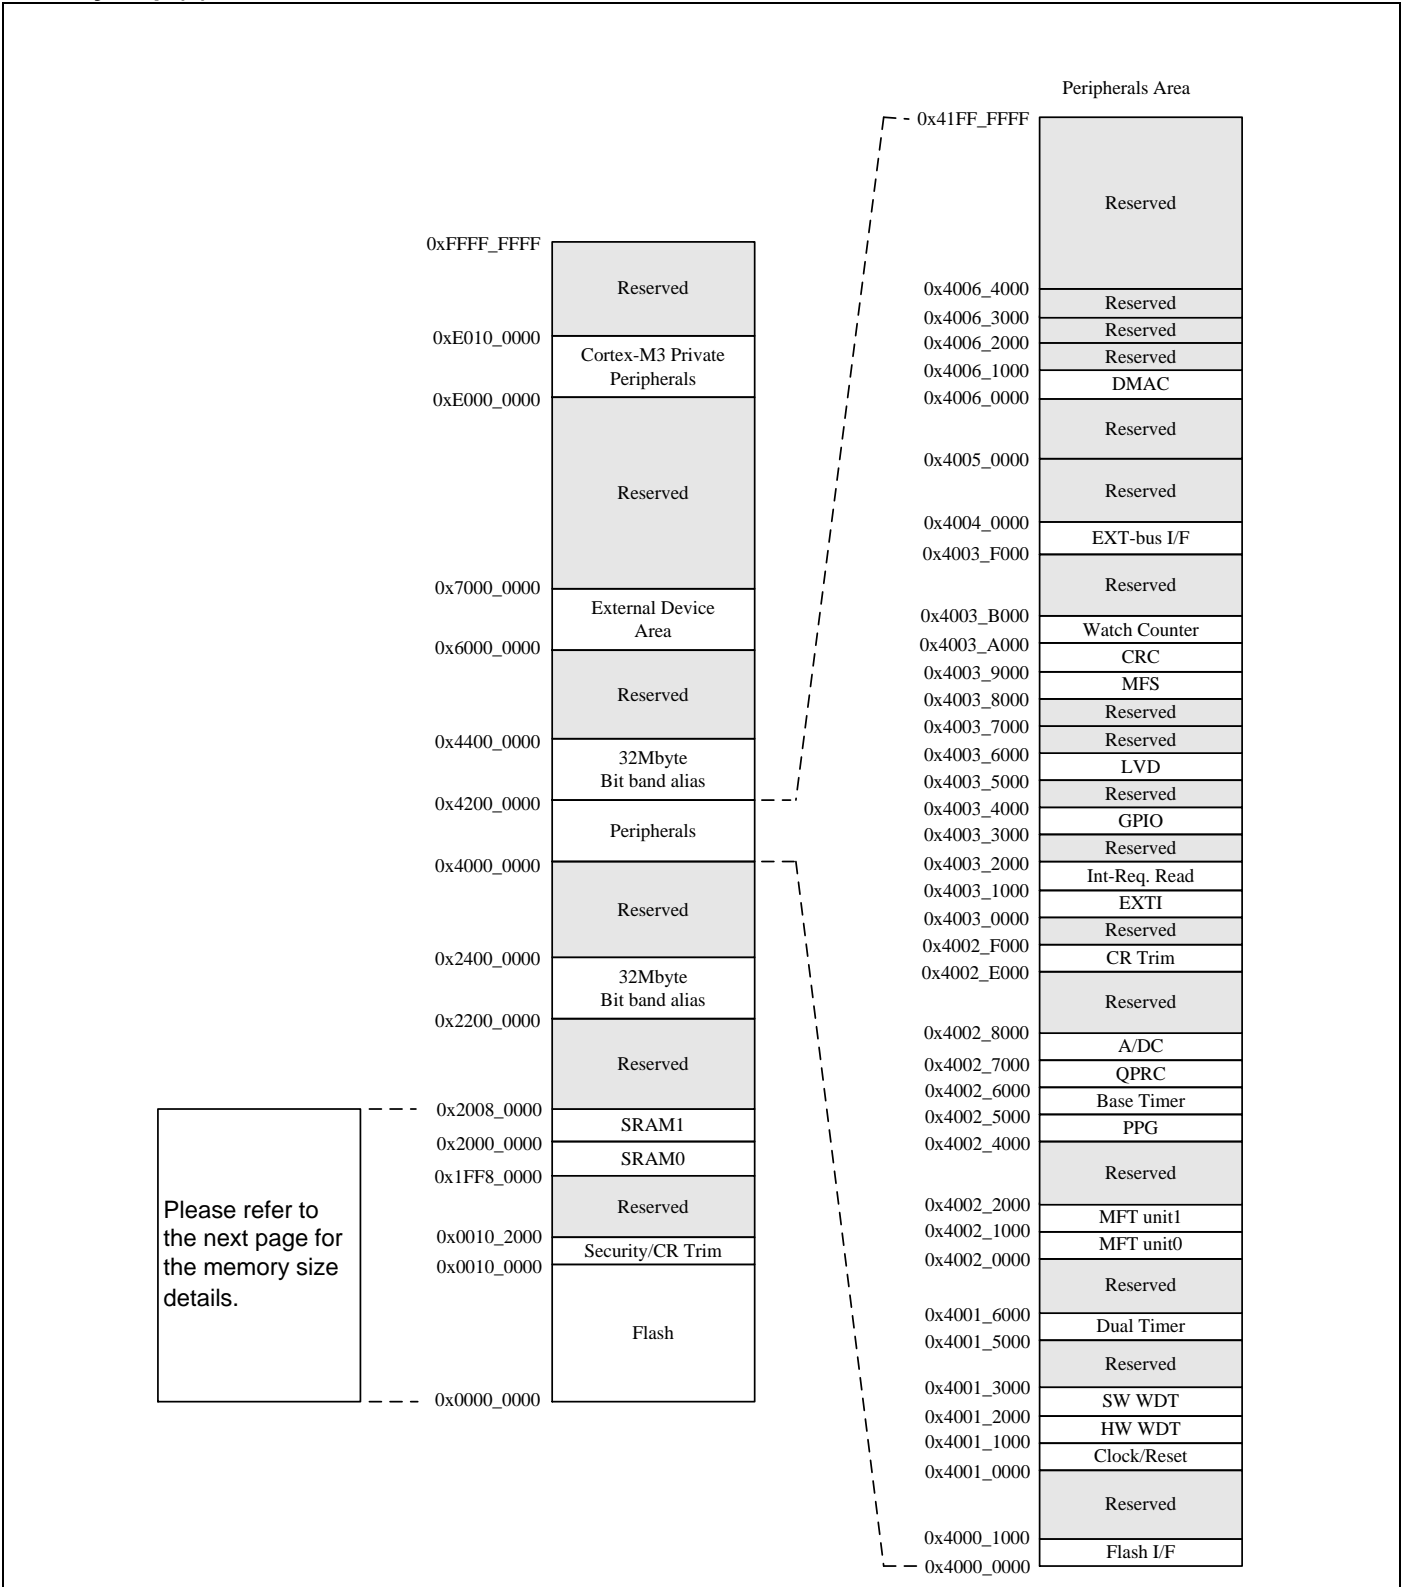 Peripherals Area
0x41FF_FFFF
Reserved
0x4006_4000
Reserved
0x4006_3000
Reserved
0x4006_2000
Reserved
0x4006_1000
DMAC
0x4006_0000
Reserved
0x4005_0000
Reserved
0x4004_0000
EXT-bus I/F
0x4003_F000
Reserved
0x4003_B000
Watch Counter
0x4003_A000
CRC
0x4003_9000
MFS
0x4003_8000
Reserved
0x4003_7000
Reserved
0x4003_6000
LVD
0x4003_5000
Reserved
0x4003_4000
GPIO
0x4003_3000
Reserved
0x4003_2000
Int-Req. Read
0x4003_1000
EXTI
0x4003_0000
Reserved
0x4002_F000
CR Trim
0x4002_E000
Reserved
0x4002_8000
A/DC
0x4002_7000
QPRC
0x4002_6000
Base Timer
0x4002_5000
PPG
0x4002_4000
Reserved
0x4002_2000
MFT unit1
0x4002_1000
MFT unit0
0x4002_0000
Reserved
0x4001_6000
Dual Timer
0x4001_5000
Reserved
0x4001_3000
SW WDT
0x4001_2000
HW WDT
0x4001_1000
Clock/Reset
0x4001_0000
Reserved
0x4000_1000
Flash I/F
0x4000_0000
0xFFFF_FFFF
Reserved
0xE010_0000
Cortex-M3 Private
Peripherals
0xE000_0000
Reserved
0x7000_0000
External Device
Area
0x6000_0000
Reserved
0x4400_0000
32Mbyte
Bit band alias
0x4200_0000
Peripherals
0x4000_0000
Reserved
0x2400_0000
32Mbyte
Bit band alias
0x2200_0000
Reserved
0x2008_0000
SRAM1
0x2000_0000
SRAM0
0x1FF8_0000
Reserved
0x0010_2000
Security/CR Trim
0x0010_0000
Flash
0x0000_0000
Please refer to
the next page for
the memory size
details.